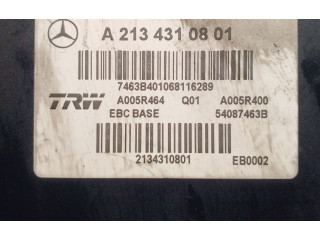 A 213 431 08 01
7463B401068116289
TRW A005R464 Q01 A005R400
EBC BASE 54087463B
2134310801 EB0002